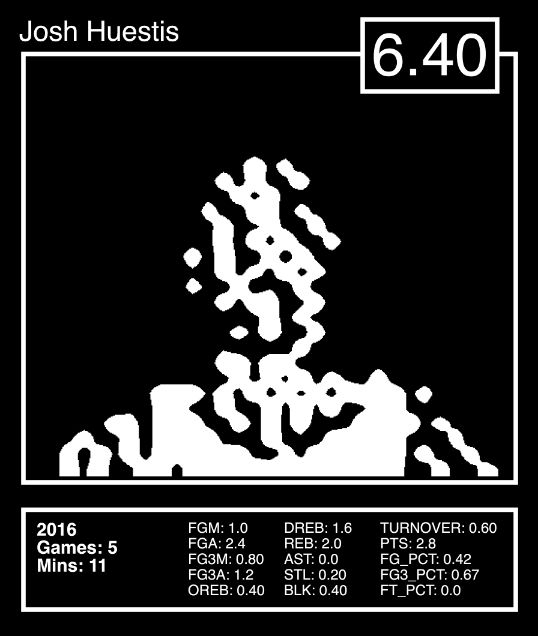 Josh Huestis
6.40
2016
Games: 5
Mins: 11
FGM: 1.0
FGA: 2.4
FG3M: 0.80
FG3A: 1.2
OREB: 0.40
DREB: 1.6
REB: 2.0
AST: 0.0
STL: 0.20
BLK: 0.40
TURNOVER: 0.60
PTS: 2.8
FG_PCT: 0.42
FG3_PCT: 0.67
FT_PCT: 0.0